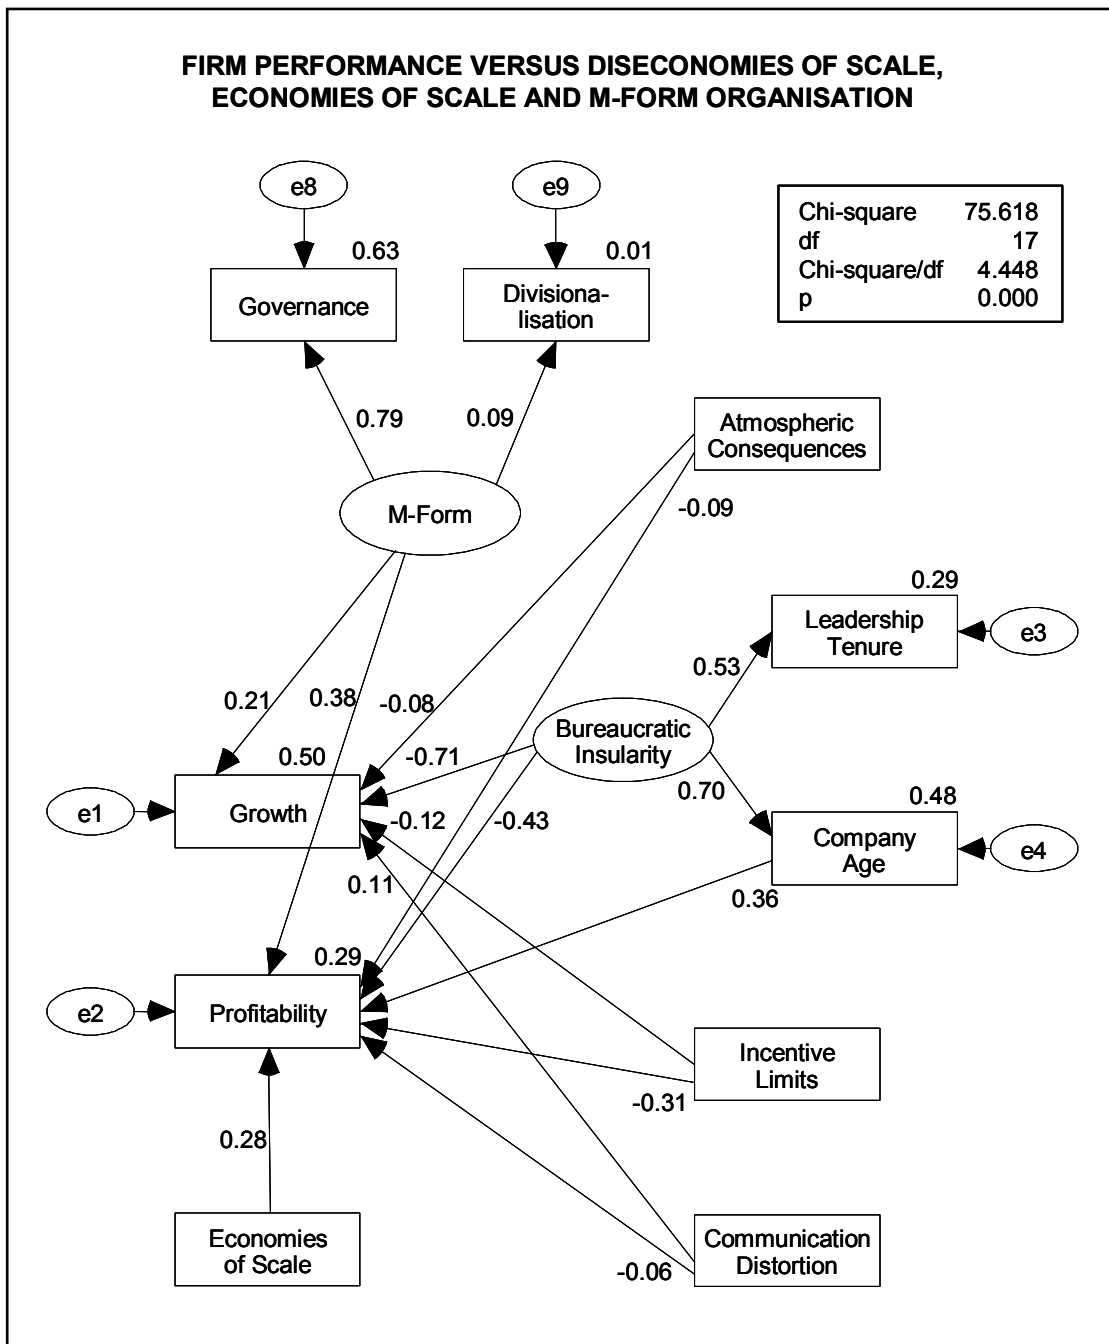 FIRM PERFORMANCE VERSUS DISECONOMIES OF SCALE,
ECONOMIES OF SCALE AND M-FORM ORGANISATION
e8
e9
Chi-square 75.618
df 17
Chi-square/df 4.448
p 0.000
0.63
0.01
Governance
Divisiona-
lisation
0.79
0.09
Atmospheric
Consequences
M-Form
-0.09
0.29
Leadership
Tenure
e3
0.53
0.21
0.38
-0.08
Bureaucratic
Insularity
0.50
-0.71
0.70
0.48
e1
Growth
-0.12
-0.43
Company
Age
e4
0.11
0.36
0.29
e2
Profitability
Incentive
Limits
-0.31
0.28
Economies
of Scale
Communication
Distortion
-0.06